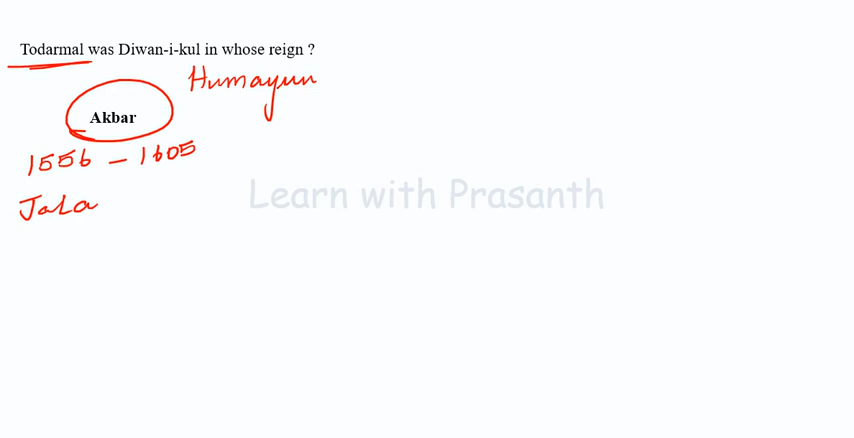 Todarmal was Diwan-i-kul in whose reign ?
Humayun
Akbar
1556 - 1605
Jala
Learn with Prasanth